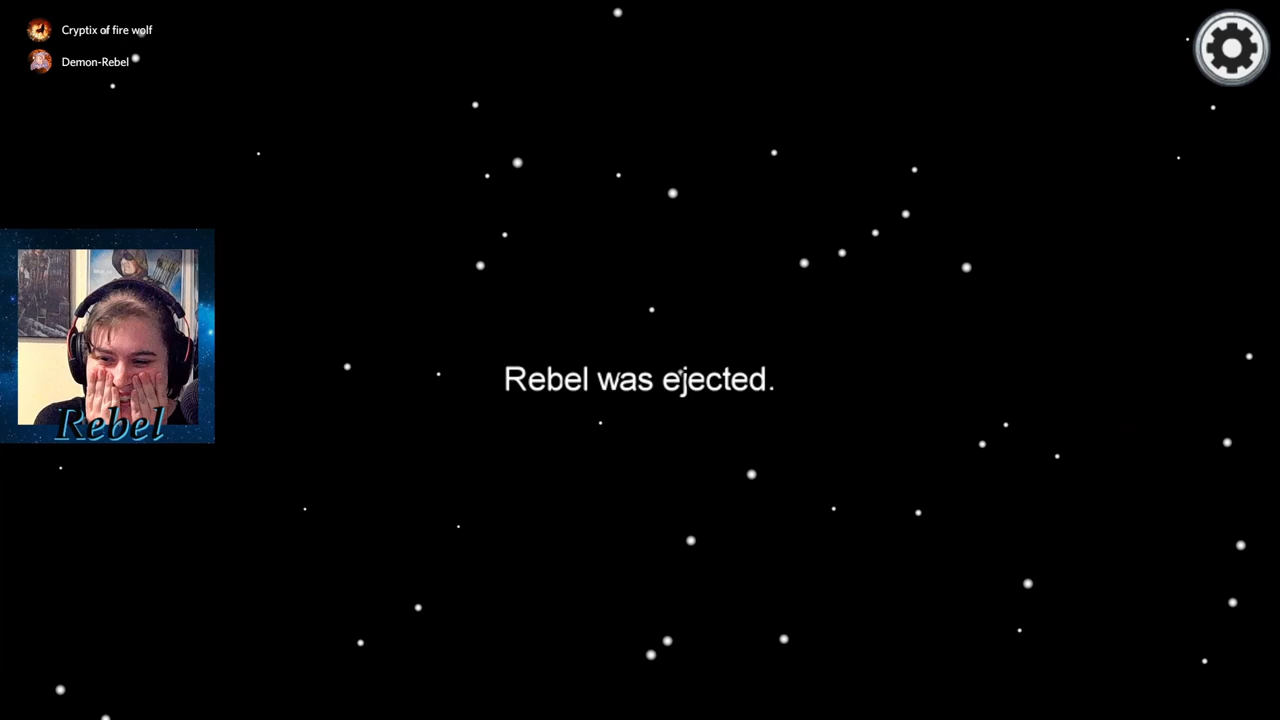 Cryptix of fire wolf
Demon-Rebel
Rebel was ejected.
Rebel